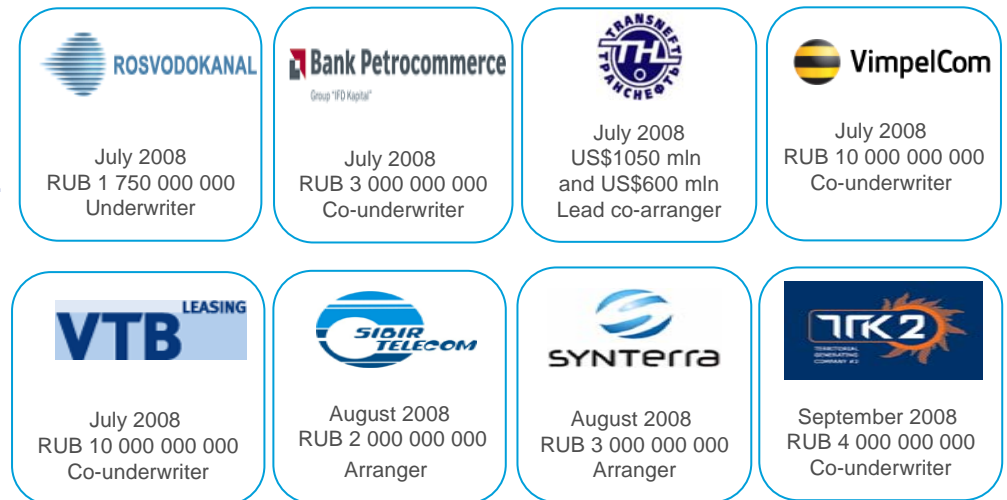 ROSVODOKANAL
July 2008
RUB 1 750 000 000
Underwriter
Bank Petrocommerce
Group "IFD Kapital"
July 2008
RUB 3 000 000 000
Co-underwriter
TRANSNEFT
ТРАНСНЕФТЬ
July 2008
US$1050 mln
and US$600 mln
Lead co-arranger
VimpelCom
July 2008
RUB 10 000 000 000
Co-underwriter
VTB LEASING
July 2008
RUB 10 000 000 000
Co-underwriter
SIBIR
TELECOM
August 2008
RUB 2 000 000 000
Arranger
SYNTerra
August 2008
RUB 3 000 000 000
Arranger
ТГК 2
TERRITORIAL
GENERATING
COMPANY #2
September 2008
RUB 4 000 000 000
Co-underwriter